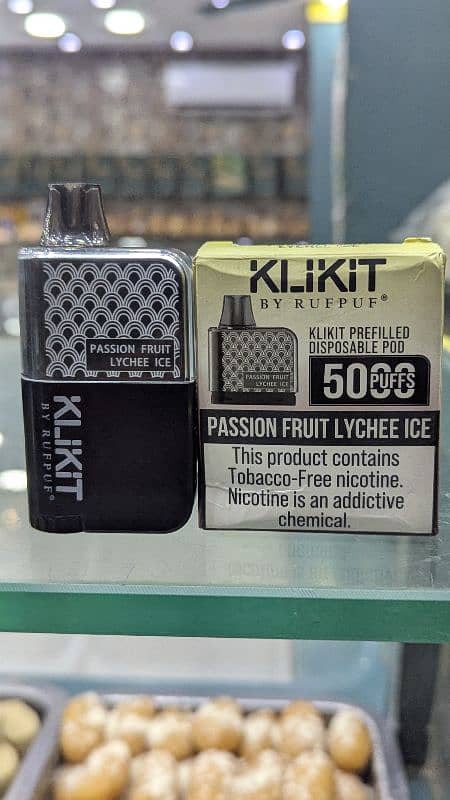 PASSION FRUIT
LYCHEE ICE
KLIKIT
BY RUFPUF®
KLIKIT
BY RUFPUF®
KLIKIT PREFILLED
DISPOSABLE POD
5000 PUFFS
PASSION FRUIT
LYCHEE ICE
PASSION FRUIT LYCHEE ICE
This product contains
Tobacco-Free nicotine.
Nicotine is an addictive
chemical.